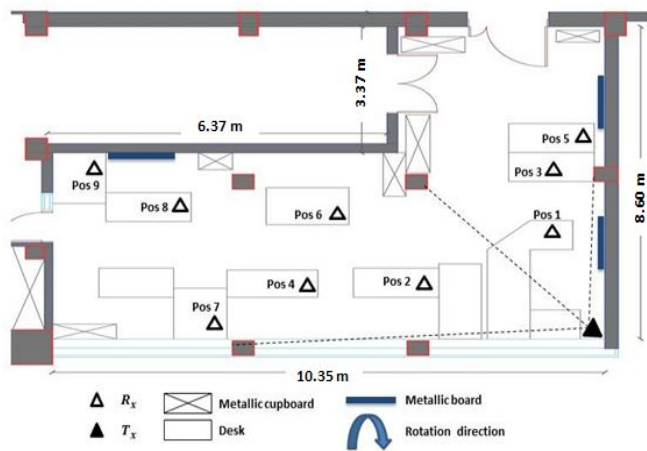 6.37 m
3.37 m
8.60 m
Pos 5
Pos 3
Pos 9
Pos 8
Pos 6
Pos 1
Pos 4
Pos 2
Pos 7
10.35 m
Rx Metallic cupboard Metallic board
Tx Desk Rotation direction